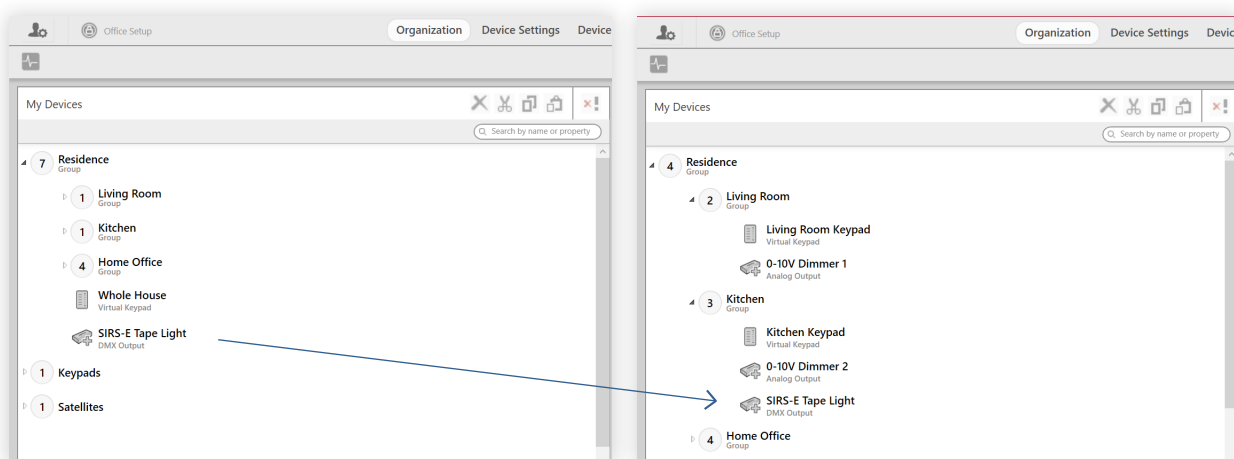 Office Setup
Organization Device Settings Device
My Devices
Search by name or property
7 Residence
Group
1 Living Room
Group
1 Kitchen
Group
4 Home Office
Group
Whole House
Virtual Keypad
SIRS-E Tape Light
DMX Output
1 Keypads
1 Satellites
Office Setup
Organization Device Settings Devic
My Devices
Search by name or property
4 Residence
Group
2 Living Room
Group
Living Room Keypad
Virtual Keypad
0-10V Dimmer 1
Analog Output
3 Kitchen
Group
Kitchen Keypad
Virtual Keypad
0-10V Dimmer 2
Analog Output
SIRS-E Tape Light
DMX Output
4 Home Office
Group